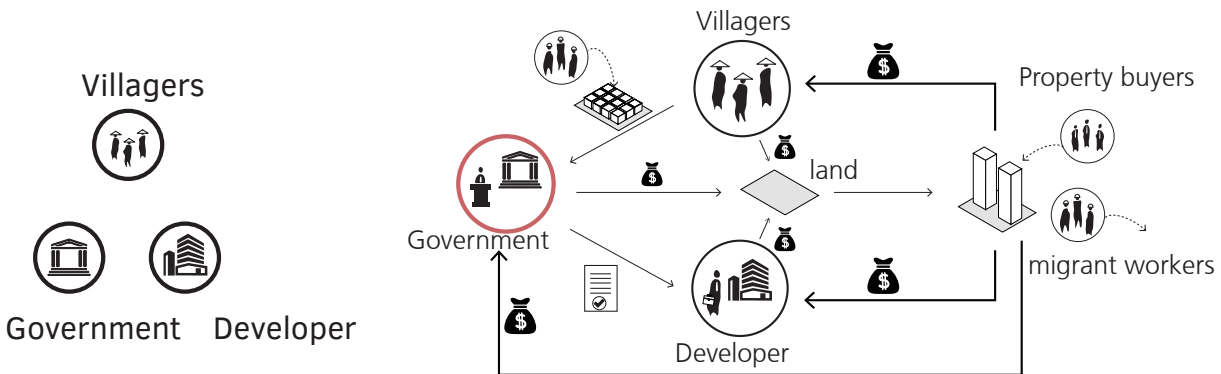 Villagers
Government
Developer
Villagers
Property buyers
land
Government
migrant workers
Developer
$
$
$
$
$
$